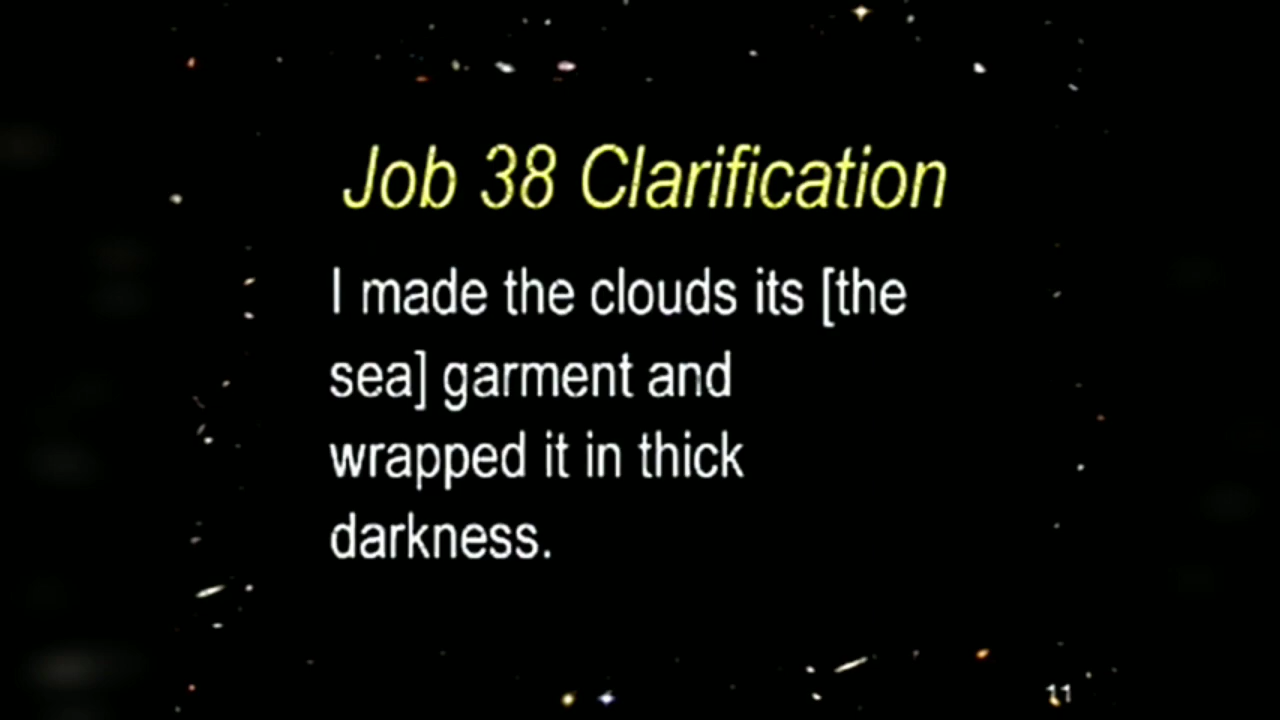 Job 38 Clarification
I made the clouds its [the
sea] garment and
wrapped it in thick
darkness.
11